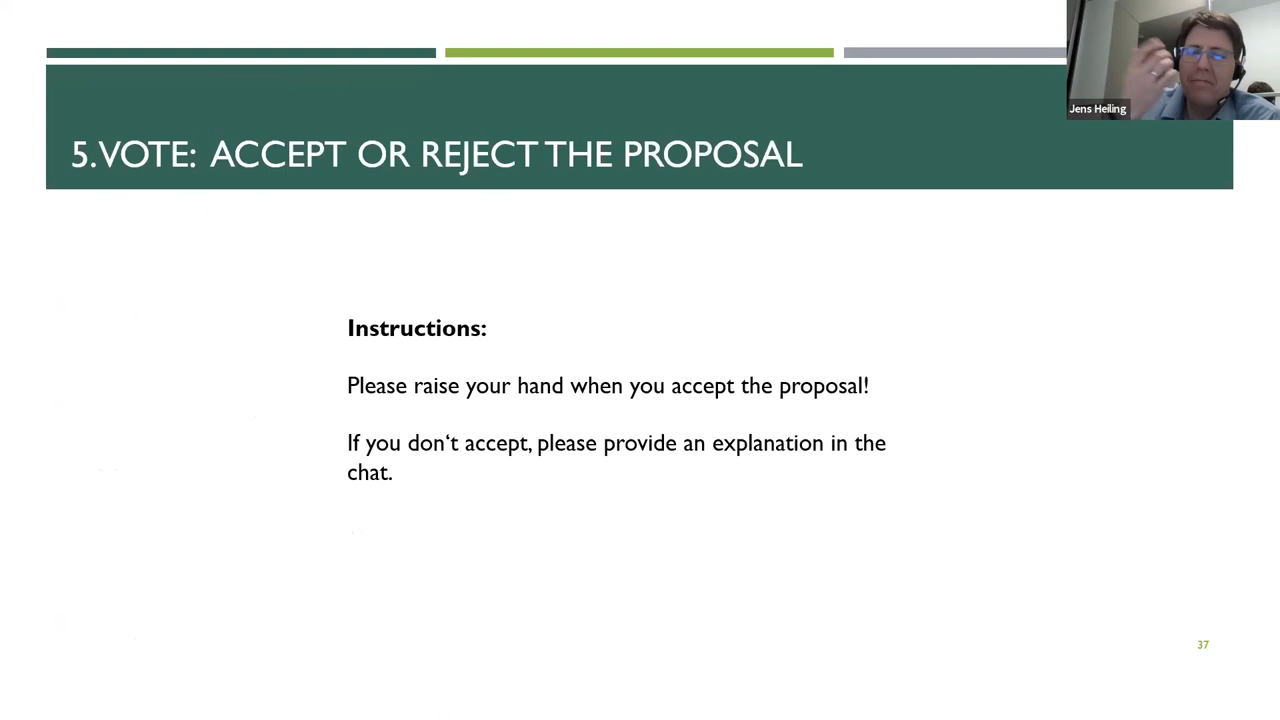 Jens Heiling
5. VOTE: ACCEPT OR REJECT THE PROPOSAL
Instructions:
Please raise your hand when you accept the proposal!
If you don‘t accept, please provide an explanation in the
chat.
37